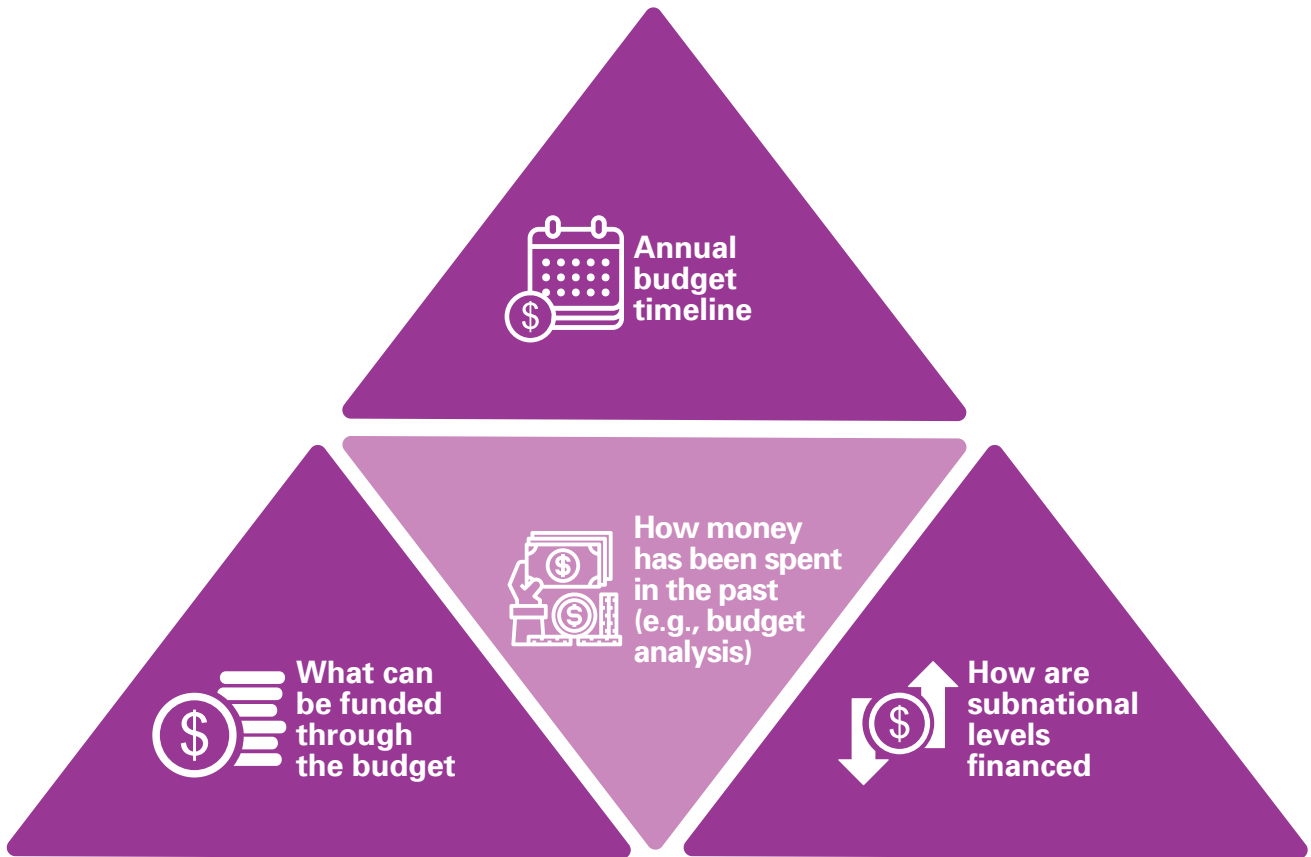 Annual
budget
timeline
$
How money
has been spent
in the past
(e.g., budget
analysis)
$
$
What can
be funded
through
the budget
$
How are
subnational
levels
financed
$